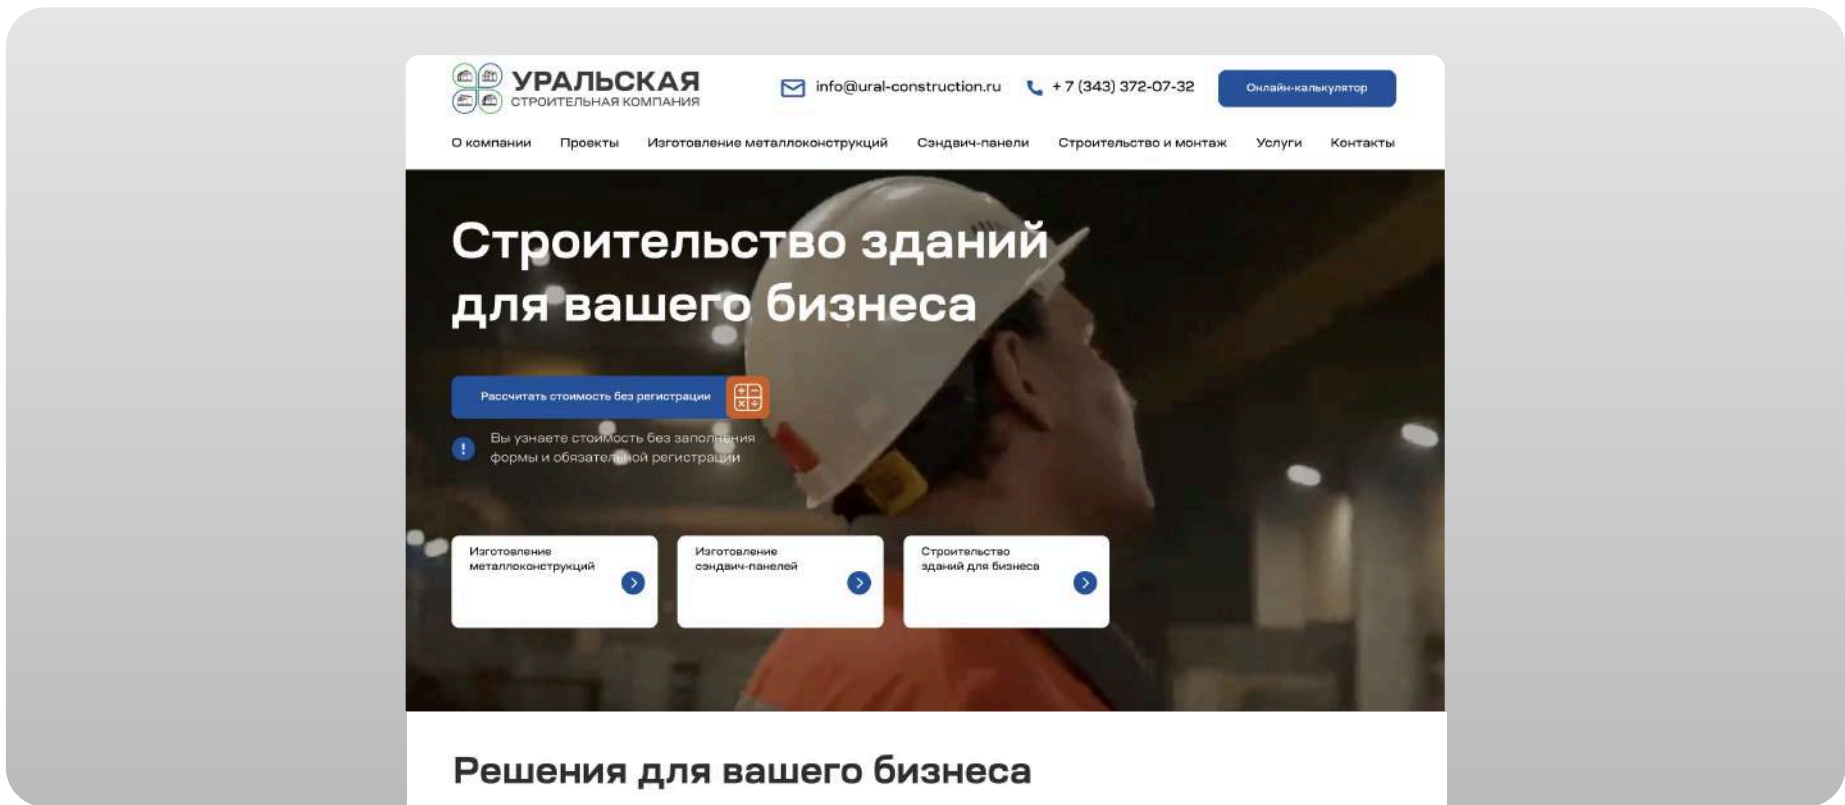 УРАЛЬСКАЯ
СТРОИТЕЛЬНАЯ КОМПАНИЯ
info@ural-construction.ru
+ 7 (343) 372-07-32
Онлайн-калькулятор
О компании Проекты Изготовление металлоконструкций Сэндвич-панели Строительство и монтаж Услуги Контакты
Строительство зданий
для вашего бизнеса
Рассчитать стоимость без регистрации
Вы узнаете стоимость без заполнения
формы и обязательной регистрации
Изготовление
металлоконструкций
Изготовление
сэндвич-панелей
Строительство
зданий для бизнеса
Решения для вашего бизнеса